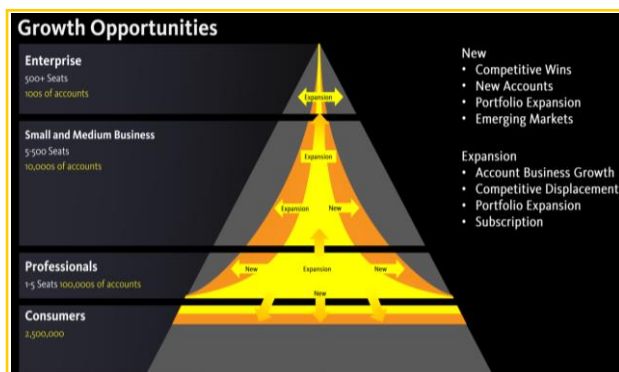 Growth Opportunities
Enterprise
500+ Seats
100s of accounts
Small and Medium Business
5-500 Seats
10,000s of accounts
Professionals
1-5 Seats 100,000s of accounts
Consumers
2,500,000
Expansion
Expansion
Expansion
New
New
Expansion
New
New
New
• Competitive Wins
• New Accounts
• Portfolio Expansion
• Emerging Markets
Expansion
• Account Business Growth
• Competitive Displacement
• Portfolio Expansion
• Subscription